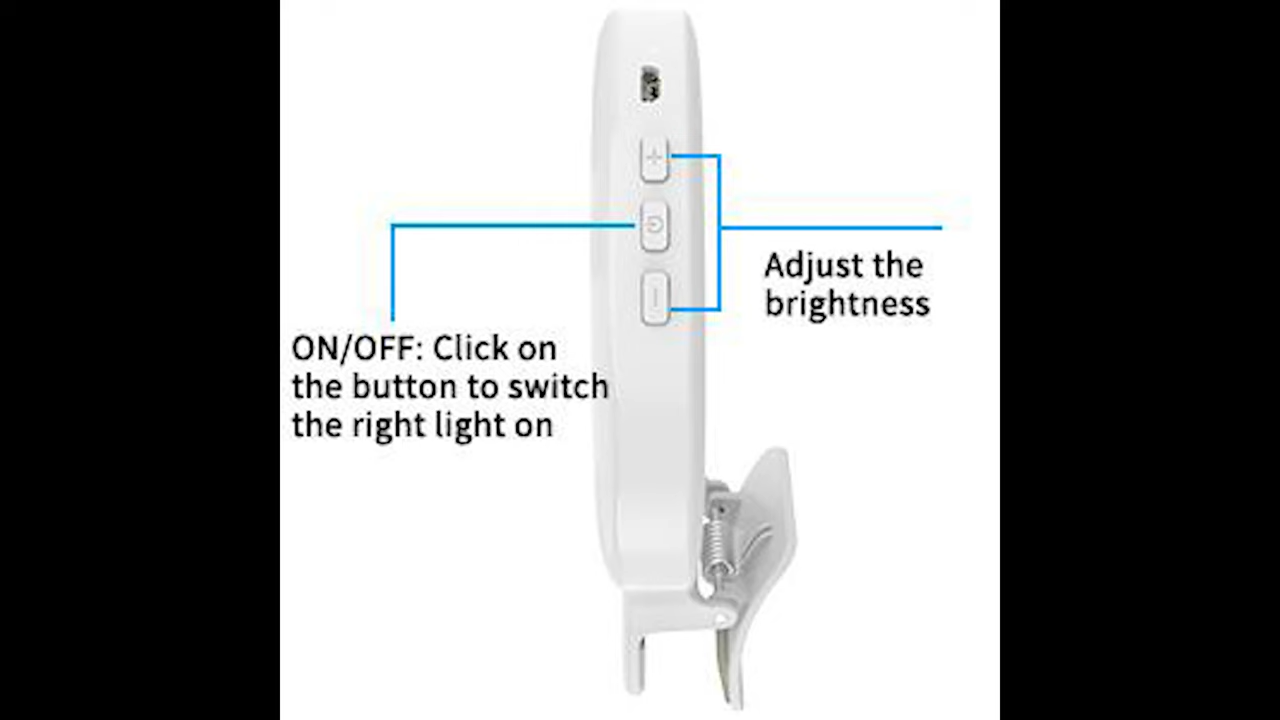 Adjust the
brightness
ON/OFF: Click on
the button to switch
the right light on